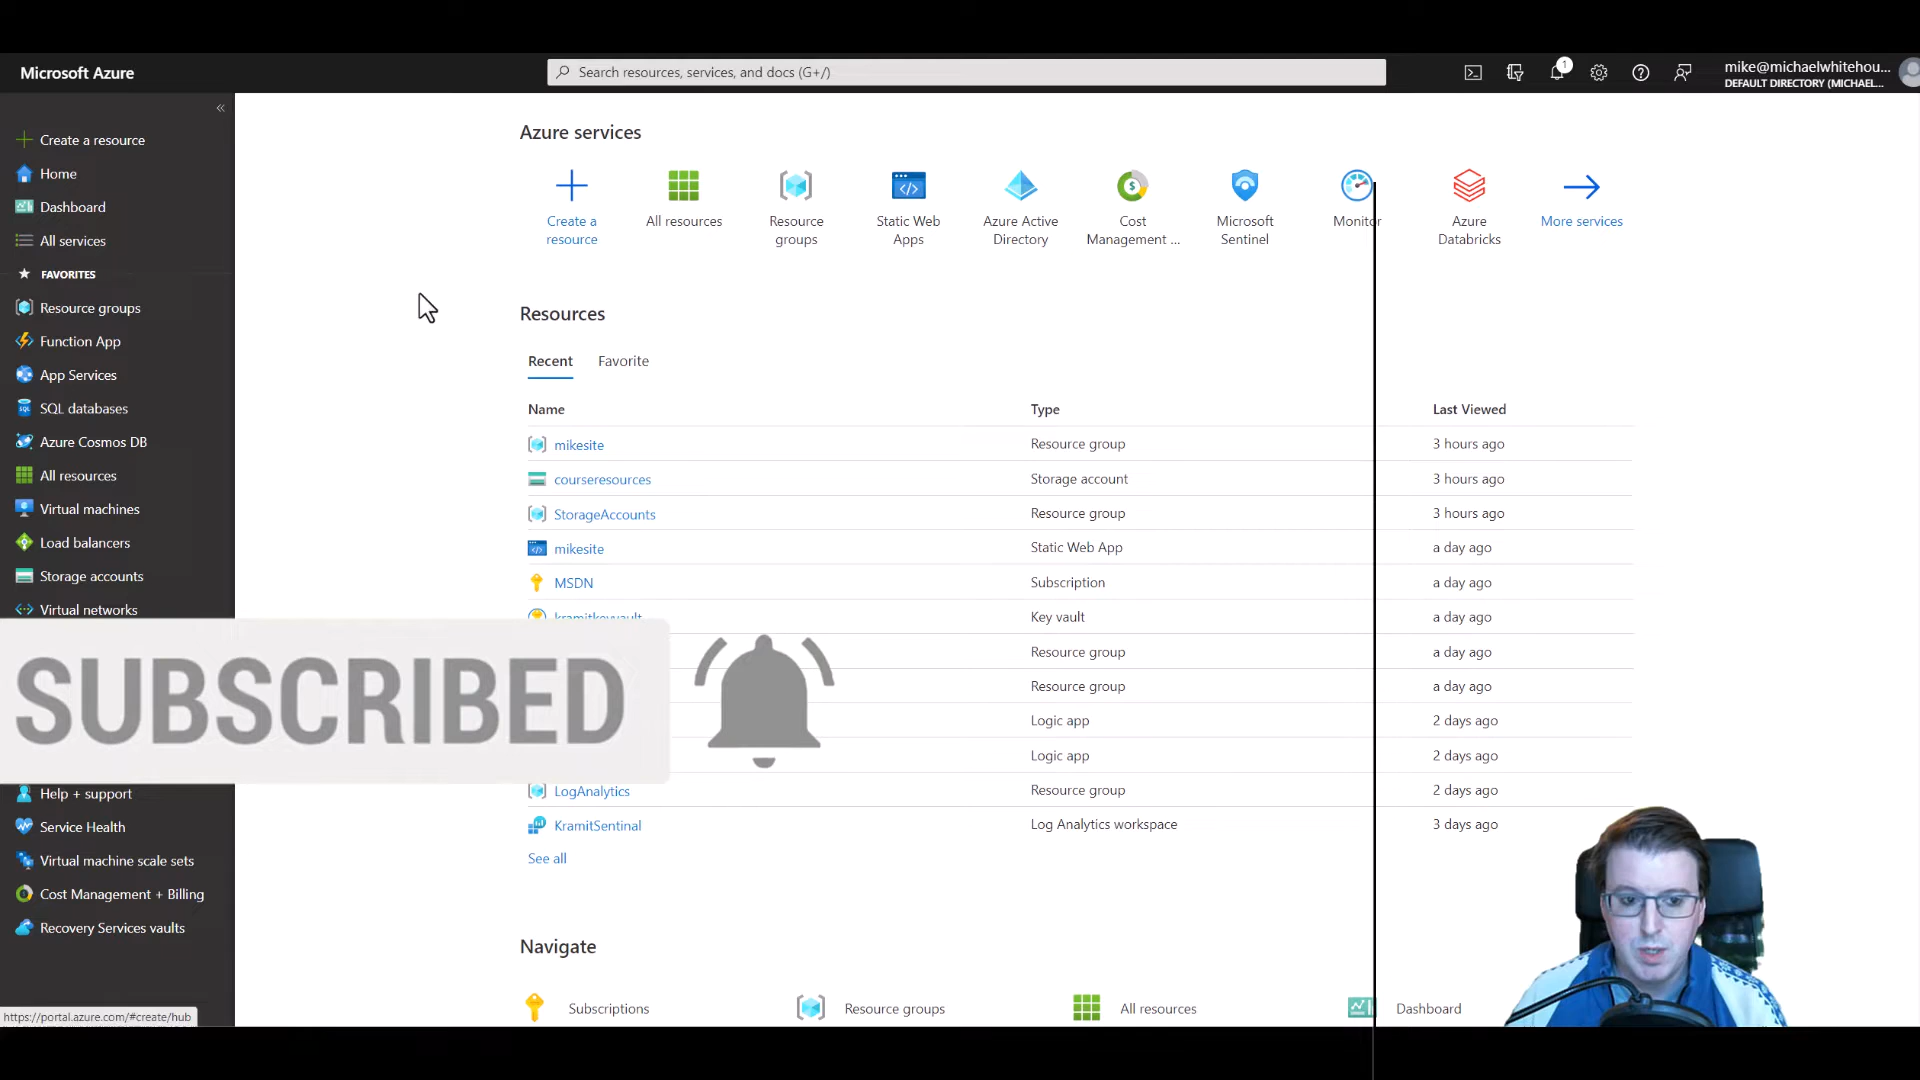 Microsoft Azure
Search resources, services, and docs (G+/)
1
mike@michaelwhitehou...
DEFAULT DIRECTORY (MICHAEL...
Create a resource
Home
Dashboard
All services
FAVORITES
Resource groups
Function App
App Services
SQL databases
Azure Cosmos DB
All resources
Virtual machines
Load balancers
Storage accounts
Virtual networks
Help + support
Service Health
Virtual machine scale sets
Cost Management + Billing
Recovery Services vaults
https://portal.azure.com/#create/hub
Azure services
Create a
resource
All resources
Resource
groups
Static Web
Apps
Azure Active
Directory
Cost
Management ...
Microsoft
Sentinel
Monitor
Azure
Databricks
More services
Resources
Recent Favorite
Name Type Last Viewed
mikesite Resource group 3 hours ago
courseresources Storage account 3 hours ago
StorageAccounts Resource group 3 hours ago
mikesite Static Web App a day ago
MSDN Subscription a day ago
kramitkeyvault Key vault a day ago
Resource group a day ago
Resource group a day ago
Logic app 2 days ago
Logic app 2 days ago
LogAnalytics Resource group 2 days ago
KramitSentinal Log Analytics workspace 3 days ago
See all
SUBSCRIBED
Navigate
Subscriptions Resource groups All resources Dashboard